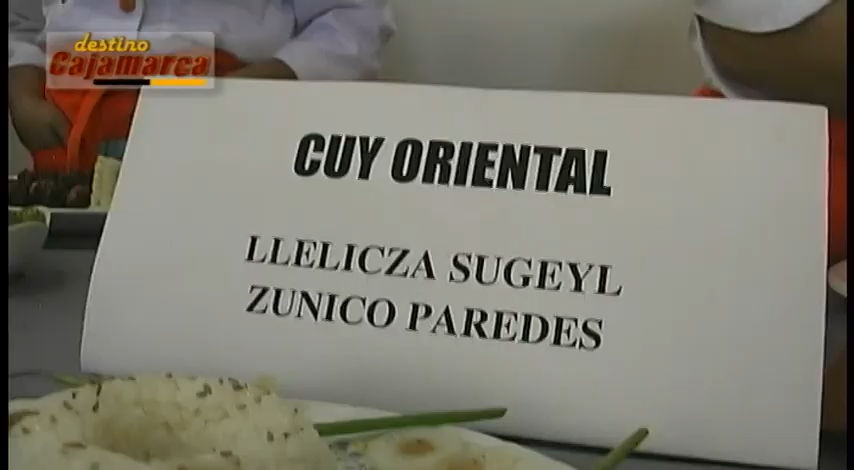 destino
Cajamarca
CUY ORIENTAL
LLELICZA SUGEYL
ZUNICO PAREDES